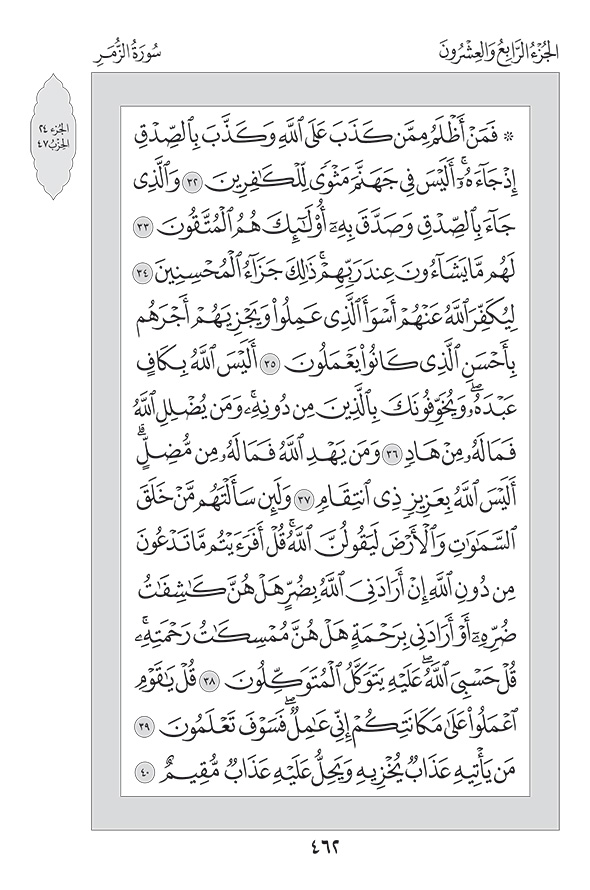 الجُزْءُ الرَّابِعُ وَالعِشْرُونَ
سُورَةُ الزُّمَرِ
الجُزْء ٢٤
الحِزْب ٤٧
۞ فَمَنۡ أَظۡلَمُ مِمَّن كَذَبَ عَلَى ٱللَّهِ وَكَذَّبَ بِٱلصِّدۡقِ
إِذۡ جَآءَهُۥٓۚ أَلَيۡسَ فِي جَهَنَّمَ مَثۡوٗى لِّلۡكَٰفِرِينَ ٣٢ وَٱلَّذِي
جَآءَ بِٱلصِّدۡقِ وَصَدَّقَ بِهِۦٓ أُوْلَٰٓئِكَ هُمُ ٱلۡمُتَّقُونَ ٣٣
لَهُم مَّا يَشَآءُونَ عِندَ رَبِّهِمۡۚ ذَٰلِكَ جَزَآءُ ٱلۡمُحۡسِنِينَ ٣٤
لِيُكَفِّرَ ٱللَّهُ عَنۡهُمۡ أَسۡوَأَ ٱلَّذِي عَمِلُواْ وَيَجۡزِيَهُمۡ أَجۡرَهُم
بِأَحۡسَنِ ٱلَّذِي كَانُواْ يَعۡمَلُونَ ٣٥ أَلَيۡسَ ٱللَّهُ بِكَافٍ
عَبۡدَهُۥۖ وَيُخَوِّفُونَكَ بِٱلَّذِينَ مِن دُونِهِۦۚ وَمَن يُضۡلِلِ ٱللَّهُ
فَمَا لَهُۥ مِنۡ هَادٖ ٣٦ وَمَن يَهۡدِ ٱللَّهُ فَمَا لَهُۥ مِن مُّضِلٍّۗ
أَلَيۡسَ ٱللَّهُ بِعَزِيزٖ ذِي ٱنتِقَامٖ ٣٧ وَلَئِن سَأَلۡتَهُم مَّنۡ خَلَقَ
ٱلسَّمَٰوَٰتِ وَٱلۡأَرۡضَ لَيَقُولُنَّ ٱللَّهُۚ قُلۡ أَفَرَءَيۡتُم مَّا تَدۡعُونَ
مِن دُونِ ٱللَّهِ إِنۡ أَرَادَنِيَ ٱللَّهُ بِضُرٍّ هَلۡ هُنَّ كَٰشِفَٰتُ
ضُرِّهِۦٓ أَوۡ أَرَادَنِي بِرَحۡمَةٍ هَلۡ هُنَّ مُمۡسِكَٰتُ رَحۡمَتِهِۦۚ
قُلۡ حَسۡبِيَ ٱللَّهُۖ عَلَيۡهِ يَتَوَكَّلُ ٱلۡمُتَوَكِّلُونَ ٣٨ قُلۡ يَٰقَوۡمِ
ٱعۡمَلُواْ عَلَىٰ مَكَانَتِكُمۡ إِنِّي عَٰمِلٞۖ فَسَوۡفَ تَعۡلَمُونَ ٣٩
مَن يَأۡتِيهِ عَذَابٞ يُخۡزِيهِ وَيَحِلُّ عَلَيۡهِ عَذَابٞ مُّقِيمٌ ٤٠
٤٦٢